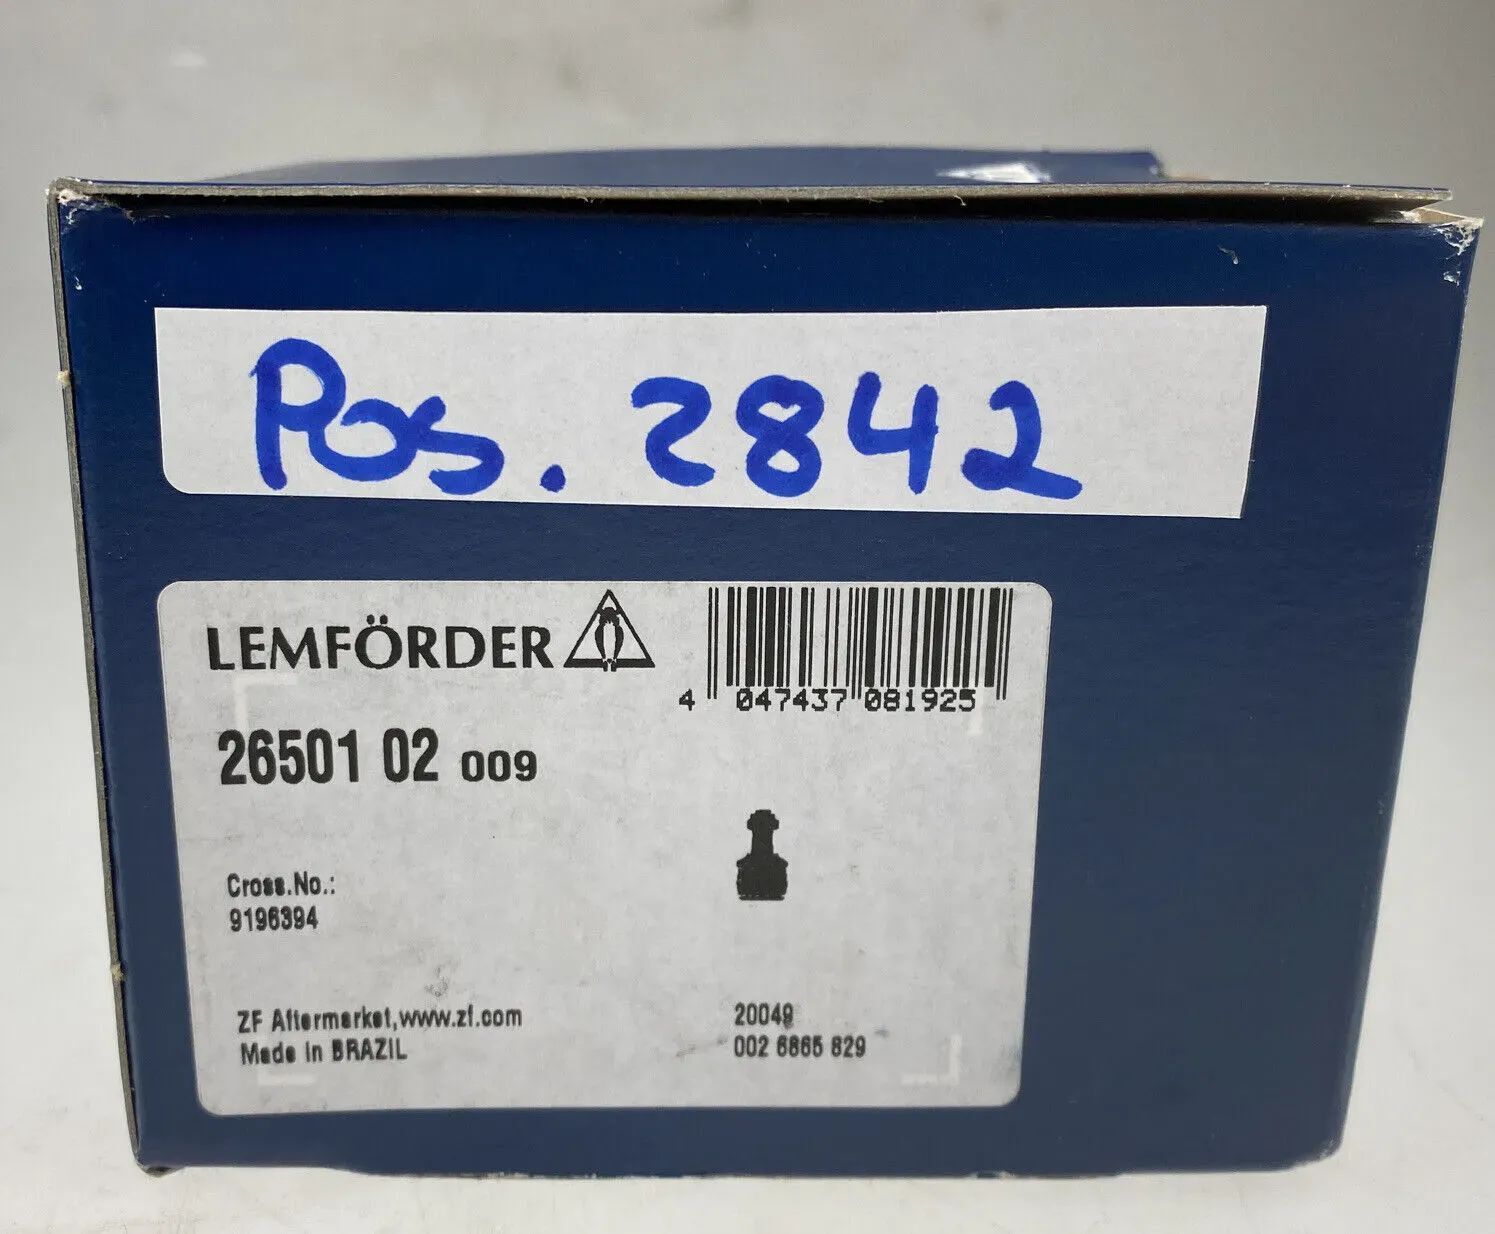 Pos. 2842
LEMFÖRDER
4 047437 081925
26501 02 009
Cross.No.:
9196394
ZF Aftermarket,www.zf.com
Made in BRAZIL
20049
002 6865 829